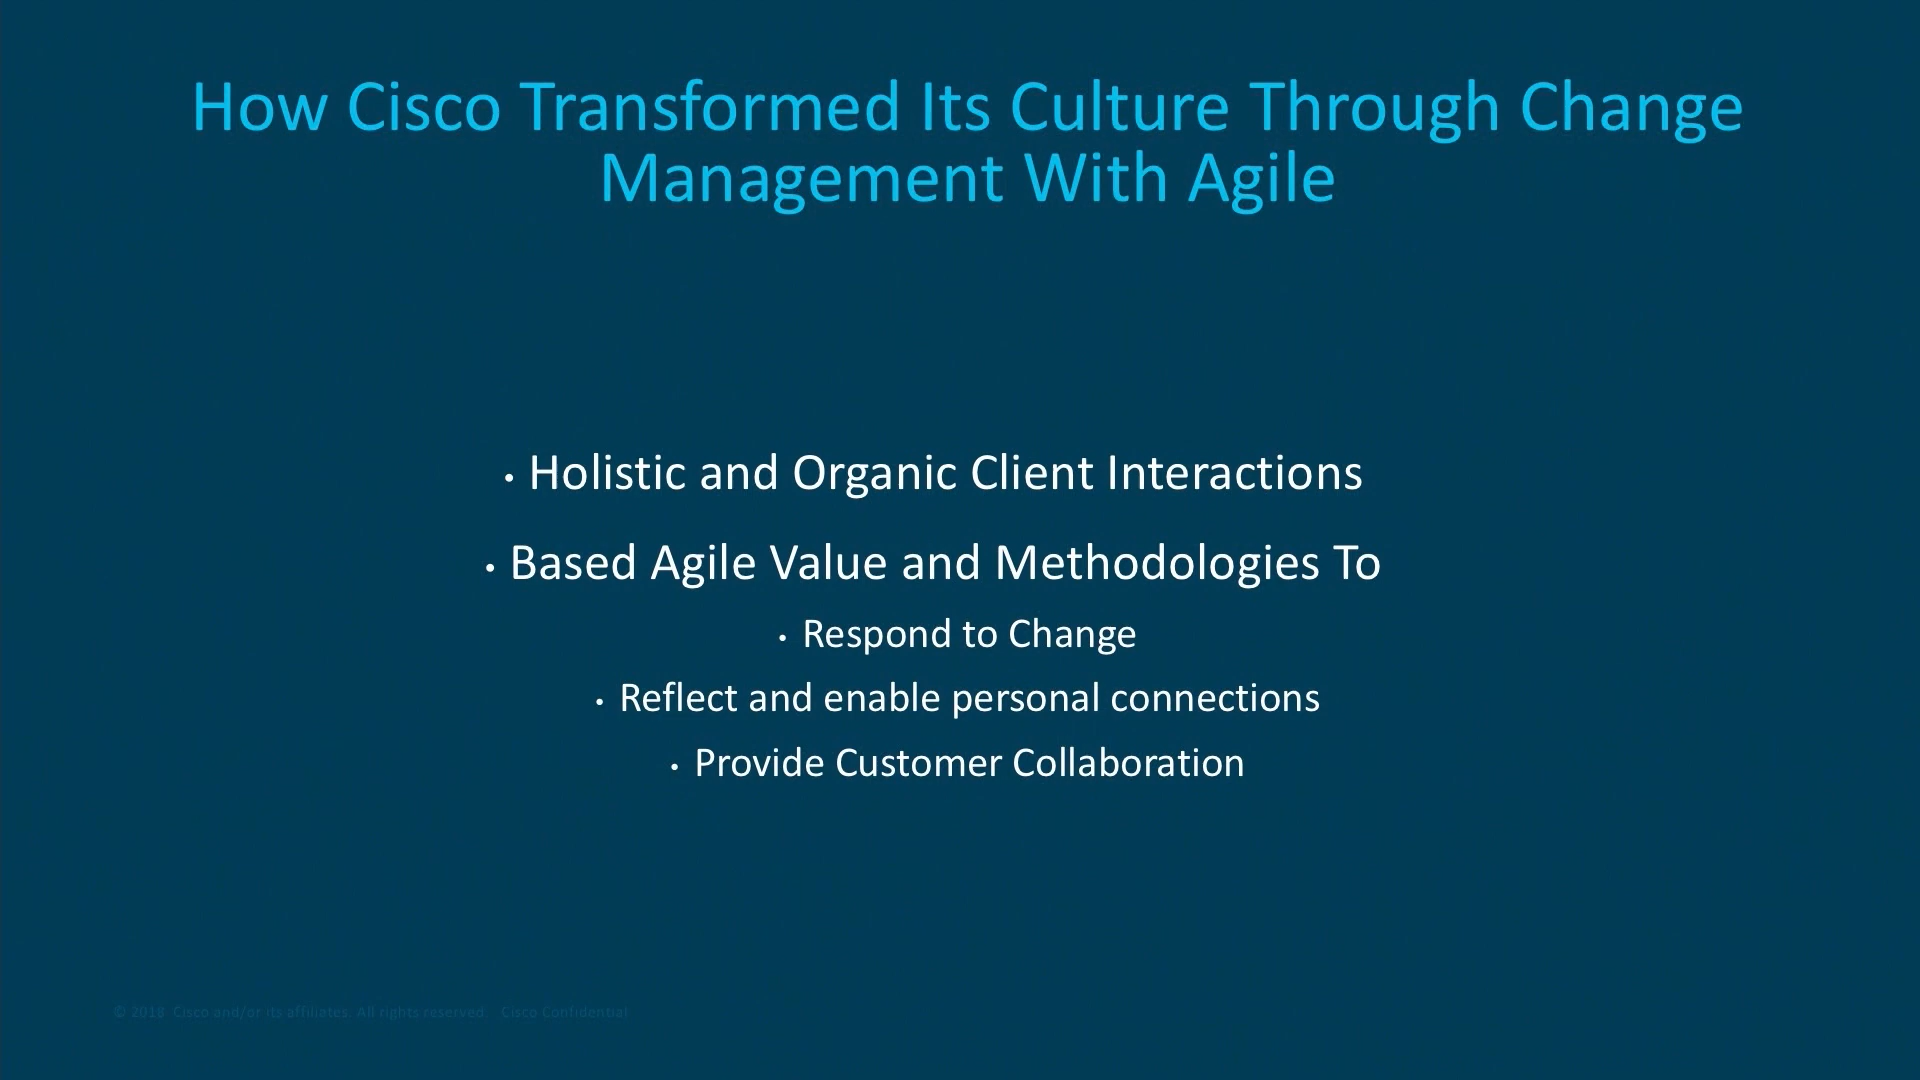 How Cisco Transformed Its Culture Through Change
Management With Agile
• Holistic and Organic Client Interactions
• Based Agile Value and Methodologies To
• Respond to Change
• Reflect and enable personal connections
• Provide Customer Collaboration
© 2018 Cisco and/or its affiliates. All rights reserved. Cisco Confidential